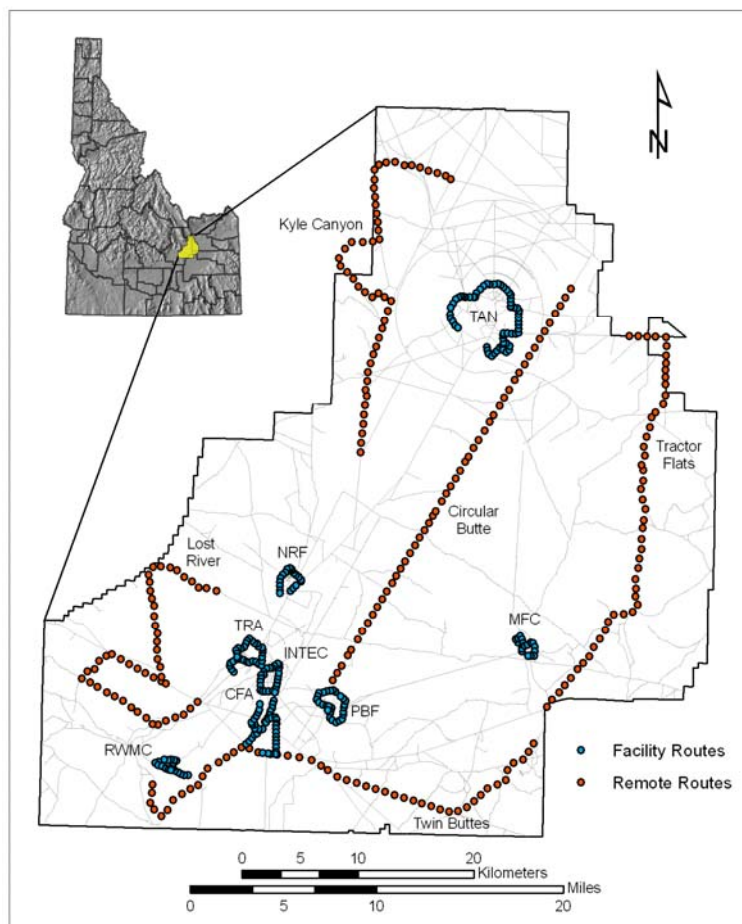 N
Kyle Canyon
TAN
Tractor
Flats
Circular
Butte
Lost
River
NRF
MFC
TRA
INTEC
CFA
PBF
RWMC
Facility Routes
Remote Routes
Twin Buttes
0 5 10 20
Kilometers
Miles
0 5 10 20